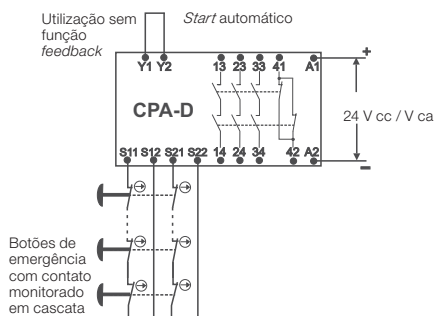 Utilização sem
função
feedback
Start automático
Y1 Y2 13 23 33 41 A1
+
CPA-D
24 V cc / V ca
S11 S12 S21 S22 14 24 34 42 A2
–
Botões de
emergência
com contato
monitorado
em cascata